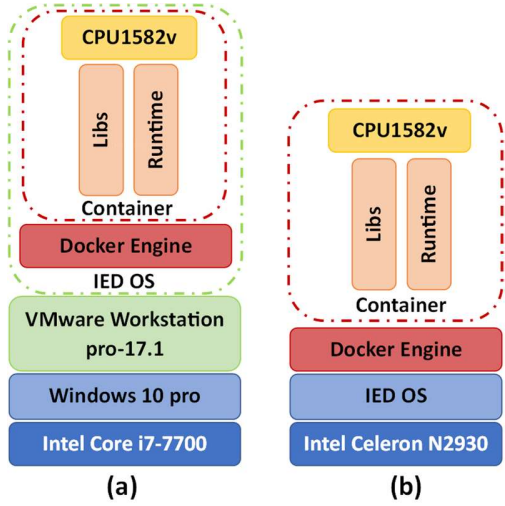 CPU1582v
Libs
Runtime
Container
Docker Engine
IED OS
VMware Workstation
pro-17.1
Windows 10 pro
Intel Core i7-7700
(a)
CPU1582v
Libs
Runtime
Container
Docker Engine
IED OS
Intel Celeron N2930
(b)